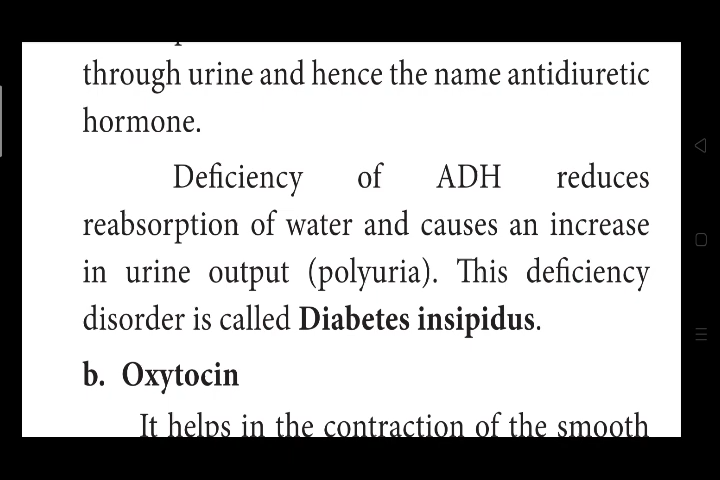 through urine and hence the name antidiuretic
hormone.
Deficiency of ADH reduces
reabsorption of water and causes an increase
in urine output (polyuria). This deficiency
disorder is called Diabetes insipidus.
b. Oxytocin
It helps in the contraction of the smooth